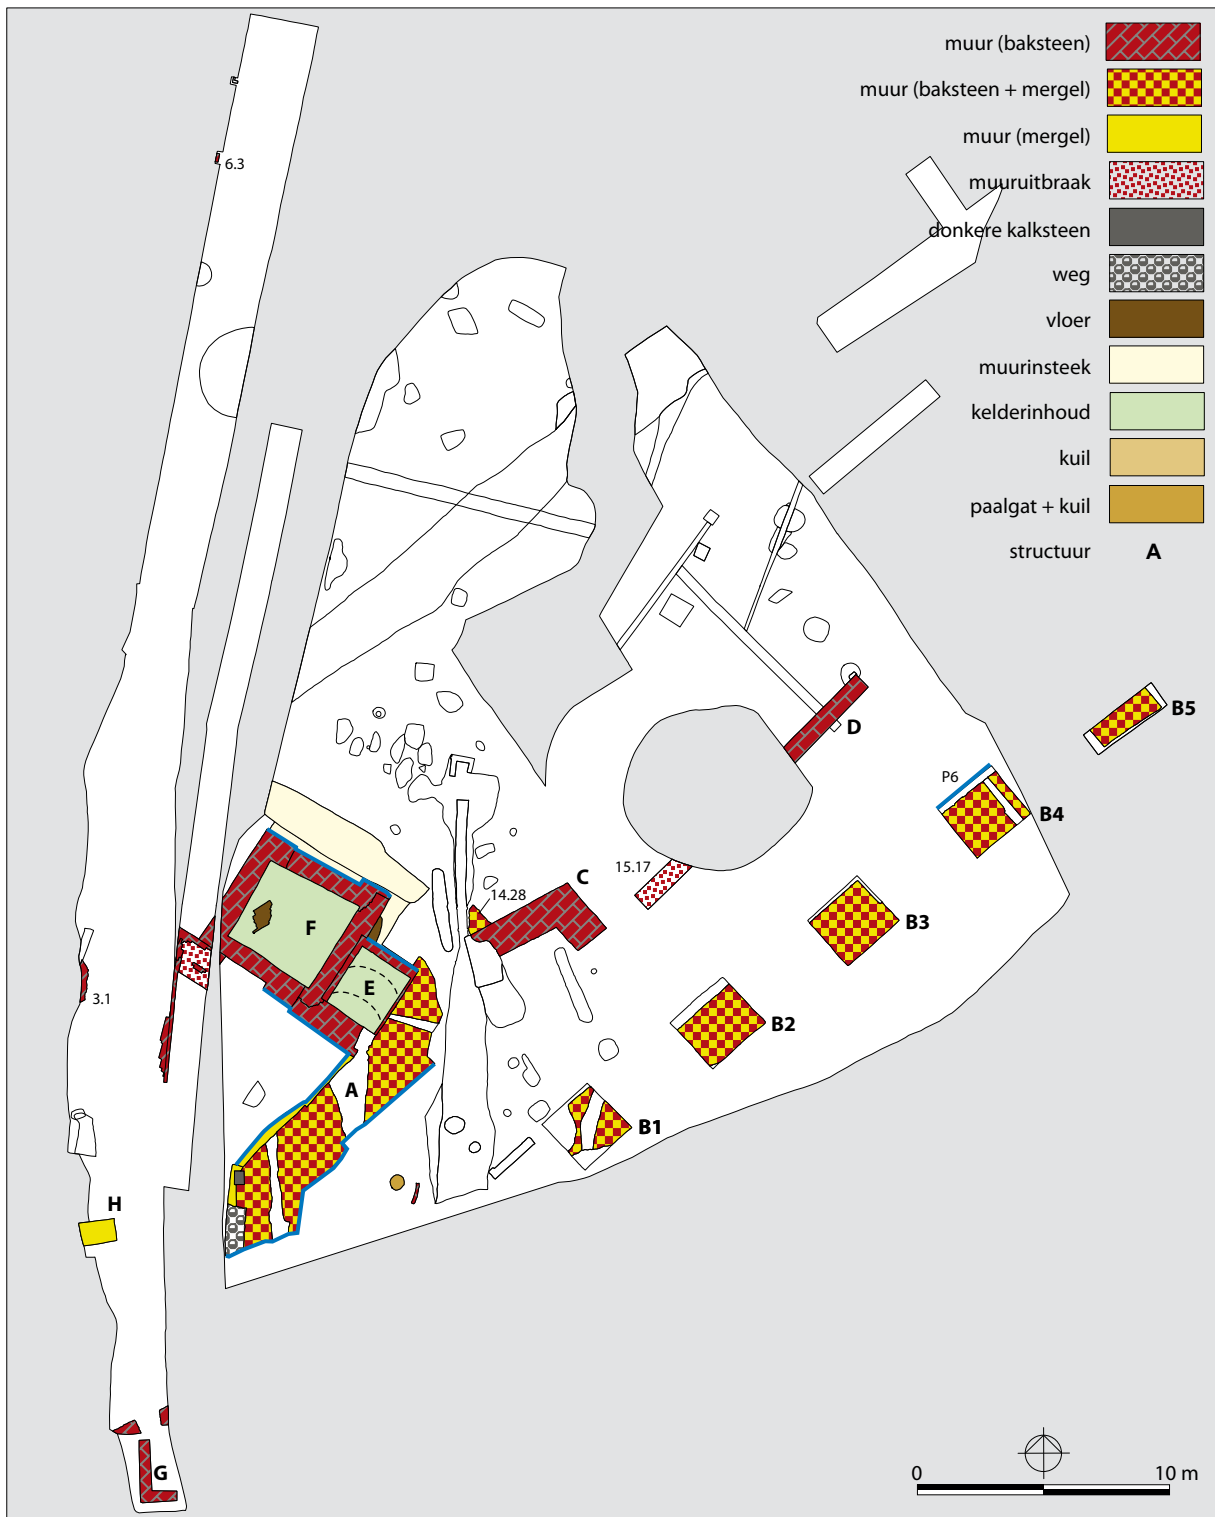 muur (baksteen)
muur (baksteen + mergel)
muur (mergel)
muuruitbraak
donkere kalksteen
weg
vloer
muurinsteek
kelderinhoud
kuil
paalgat + kuil
structuur A
6.3
B5
D
P6
B4
15.17
C
14.28
B3
F
E
3.1
B2
A
B1
H
G
0 10 m